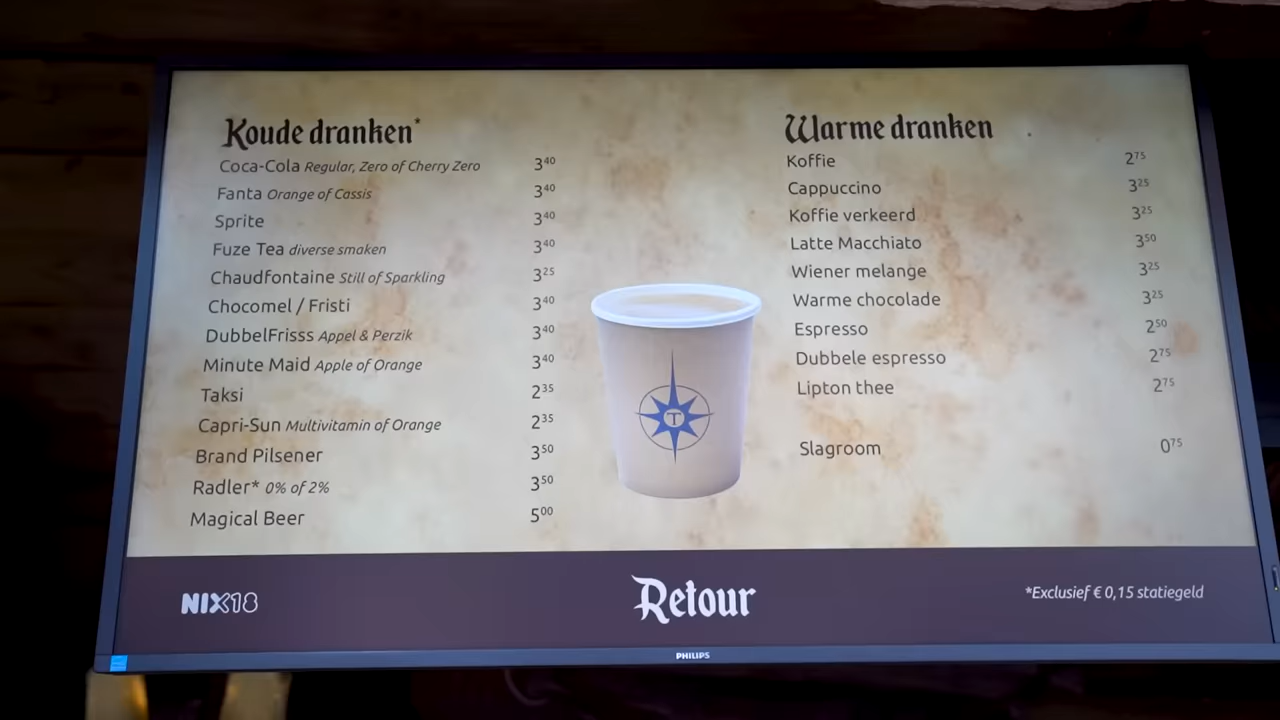 Koude dranken*
Coca-Cola Regular, Zero of Cherry Zero 3⁴⁰
Fanta Orange of Cassis 3⁴⁰
Sprite 3⁴⁰
Fuze Tea diverse smaken 3⁴⁰
Chaudfontaine Still of Sparkling 3²⁵
Chocomel / Fristi 3⁴⁰
DubbelFrisss Appel & Perzik 3⁴⁰
Minute Maid Apple of Orange 3⁴⁰
Taksi 2³⁵
Capri-Sun Multivitamin of Orange 2³⁵
Brand Pilsener 3⁵⁰
Radler* 0% of 2% 3⁵⁰
Magical Beer 5⁰⁰
T
Warme dranken
Koffie 2⁷⁵
Cappuccino 3²⁵
Koffie verkeerd 3²⁵
Latte Macchiato 3⁵⁰
Wiener melange 3²⁵
Warme chocolade 3²⁵
Espresso 2⁵⁰
Dubbele espresso 2⁷⁵
Lipton thee 2⁷⁵
Slagroom 0⁷⁵
NIX18
Retour
*Exclusief € 0,15 statiegeld
PHILIPS